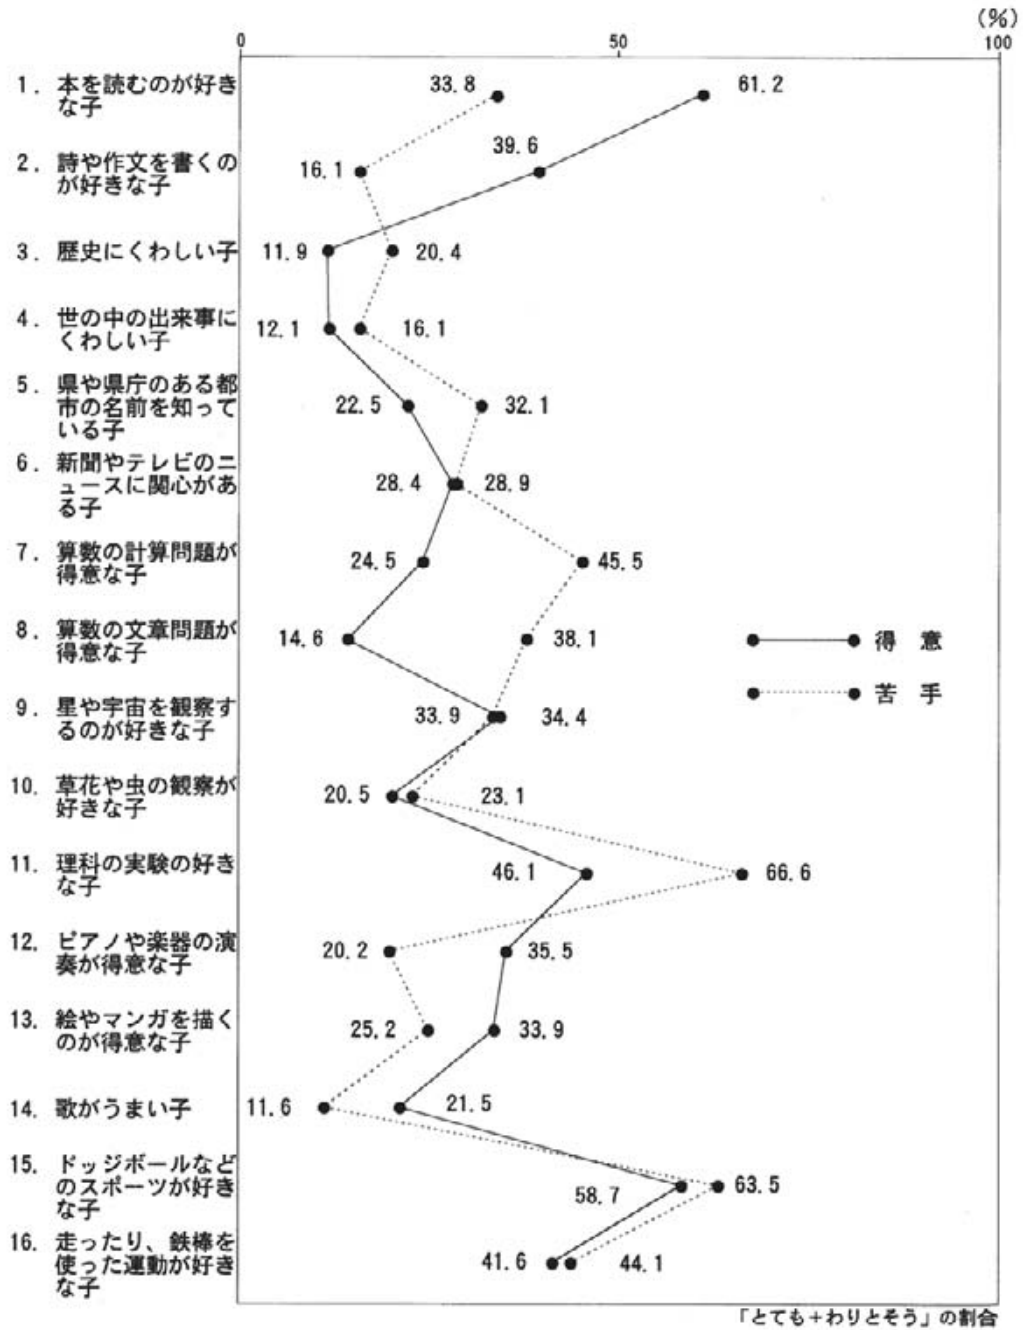 (%)
0 50 100
1. 本を読むのが好き
な子
33.8 61.2
2. 詩や作文を書くの
が好きな子
16.1 39.6
3. 歴史にくわしい子
11.9 20.4
4. 世の中の出来事に
くわしい子
12.1 16.1
5. 県や県庁のある都
市の名前を知って
いる子
22.5 32.1
6. 新聞やテレビのニ
ュースに関心があ
る子
28.4 28.9
7. 算数の計算問題が
得意な子
24.5 45.5
8. 算数の文章問題が
得意な子
14.6 38.1
得 意
苦 手
9. 星や宇宙を観察す
るのが好きな子
33.9 34.4
10. 草花や虫の観察が
好きな子
20.5 23.1
11. 理科の実験の好き
な子
46.1 66.6
12. ピアノや楽器の演
奏が得意な子
20.2 35.5
13. 絵やマンガを描く
のが得意な子
25.2 33.9
14. 歌がうまい子
11.6 21.5
15. ドッジボールなど
のスポーツが好き
な子
58.7 63.5
16. 走ったり、鉄棒を
使った運動が好き
な子
41.6 44.1
「とても+わりとそう」の割合